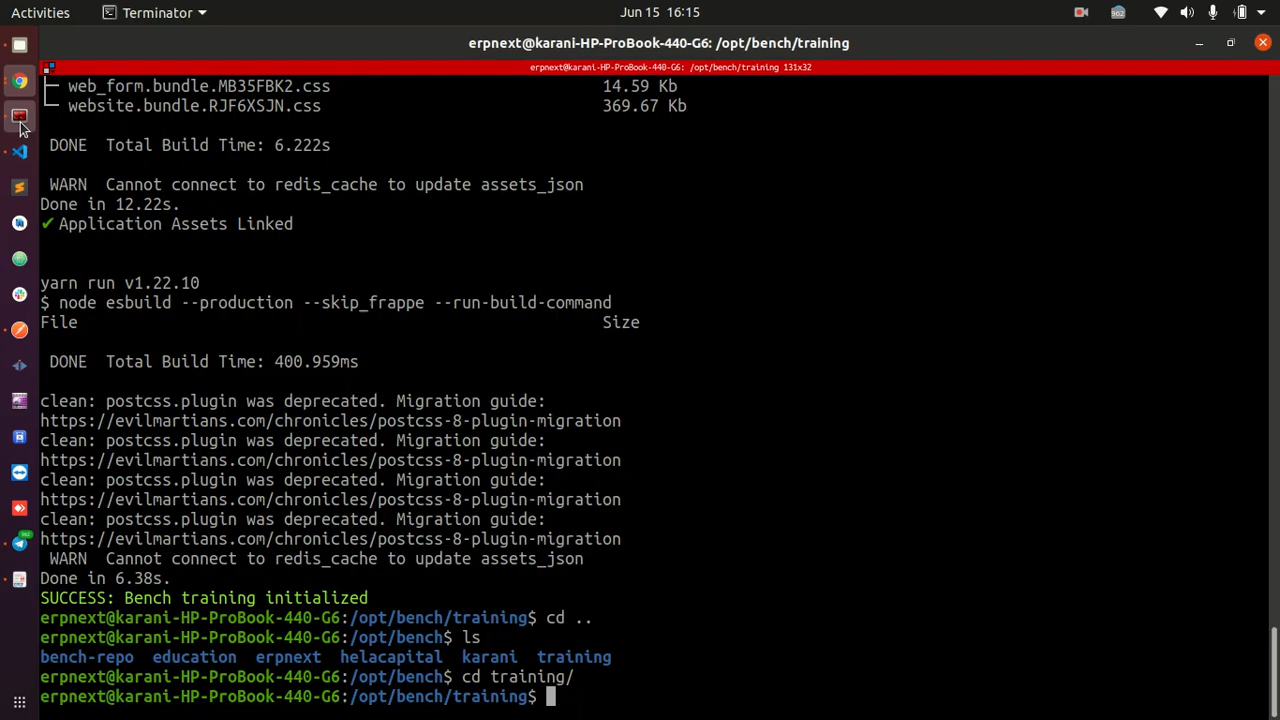 Activities
Terminator
Jun 15 16:15
erpnext@karani-HP-ProBook-440-G6: /opt/bench/training
erpnext@karani-HP-ProBook-440-G6: /opt/bench/training 131x32
├─ web_form.bundle.MB35FBK2.css 14.59 Kb
└─ website.bundle.RJF6XSJN.css 369.67 Kb
DONE Total Build Time: 6.222s
WARN Cannot connect to redis_cache to update assets_json
Done in 12.22s.
✔ Application Assets Linked
yarn run v1.22.10
$ node esbuild --production --skip_frappe --run-build-command
File Size
DONE Total Build Time: 400.959ms
clean: postcss.plugin was deprecated. Migration guide:
https://evilmartians.com/chronicles/postcss-8-plugin-migration
clean: postcss.plugin was deprecated. Migration guide:
https://evilmartians.com/chronicles/postcss-8-plugin-migration
clean: postcss.plugin was deprecated. Migration guide:
https://evilmartians.com/chronicles/postcss-8-plugin-migration
clean: postcss.plugin was deprecated. Migration guide:
https://evilmartians.com/chronicles/postcss-8-plugin-migration
WARN Cannot connect to redis_cache to update assets_json
Done in 6.38s.
SUCCESS: Bench training initialized
erpnext@karani-HP-ProBook-440-G6:/opt/bench/training$ cd ..
erpnext@karani-HP-ProBook-440-G6:/opt/bench$ ls
bench-repo education erpnext helacapital karani training
erpnext@karani-HP-ProBook-440-G6:/opt/bench$ cd training/
erpnext@karani-HP-ProBook-440-G6:/opt/bench/training$